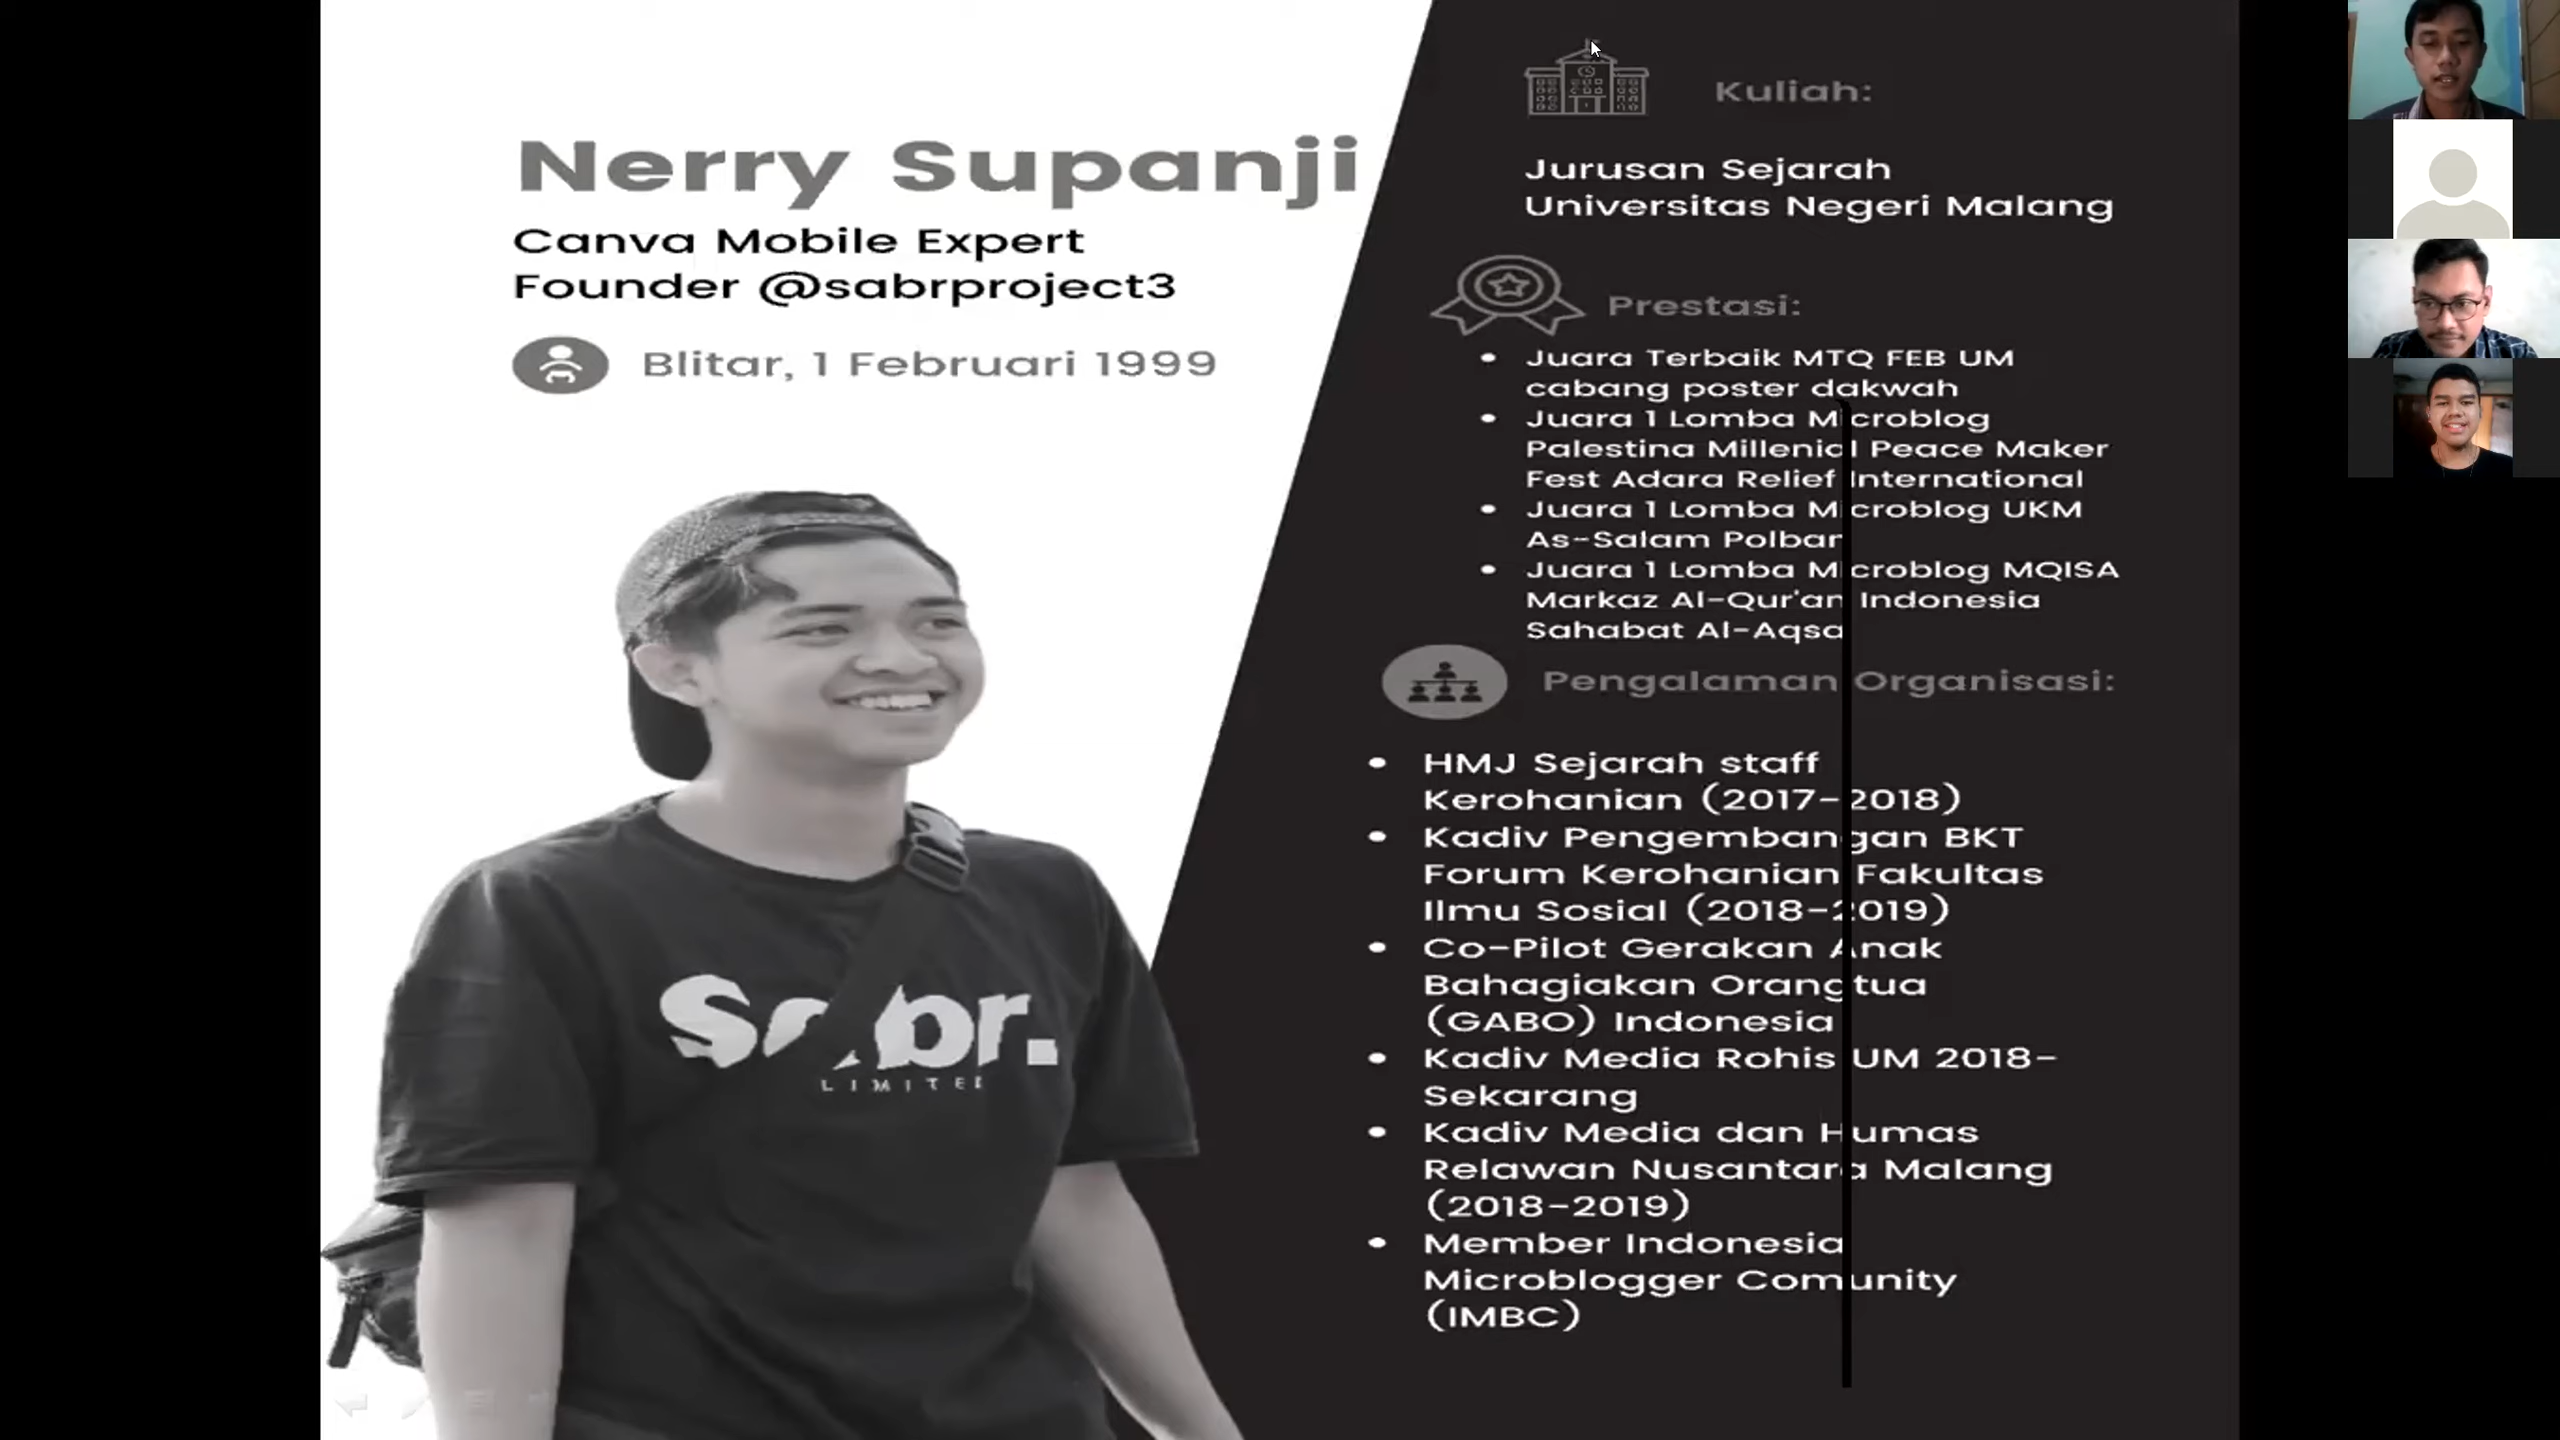 Nerry Supanji
Canva Mobile Expert
Founder @sabrproject3
Blitar, 1 Februari 1999
Sabr.
LIMITED
Kuliah:
Jurusan Sejarah
Universitas Negeri Malang
Prestasi:
• Juara Terbaik MTQ FEB UM
cabang poster dakwah
• Juara 1 Lomba Microblog
Palestina Millenial Peace Maker
Fest Adara Relief International
• Juara 1 Lomba Microblog UKM
As-Salam Polban
• Juara 1 Lomba Microblog MQISA
Markaz Al-Qur'an Indonesia
Sahabat Al-Aqsa
Pengalaman Organisasi:
• HMJ Sejarah staff
Kerohanian (2017-2018)
• Kadiv Pengembangan BKT
Forum Kerohanian Fakultas
Ilmu Sosial (2018-2019)
• Co-Pilot Gerakan Anak
Bahagiakan Orangtua
(GABO) Indonesia
• Kadiv Media Rohis UM 2018-
Sekarang
• Kadiv Media dan Humas
Relawan Nusantara Malang
(2018-2019)
• Member Indonesia
Microblogger Comunity
(IMBC)